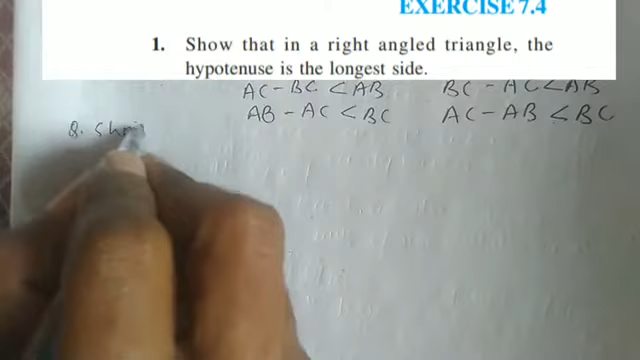 EXERCISE 7.4
1. Show that in a right angled triangle, the
hypotenuse is the longest side.
AC - BC < AB BC - AC < AB
AB - AC < BC AC - AB < BC
Q.